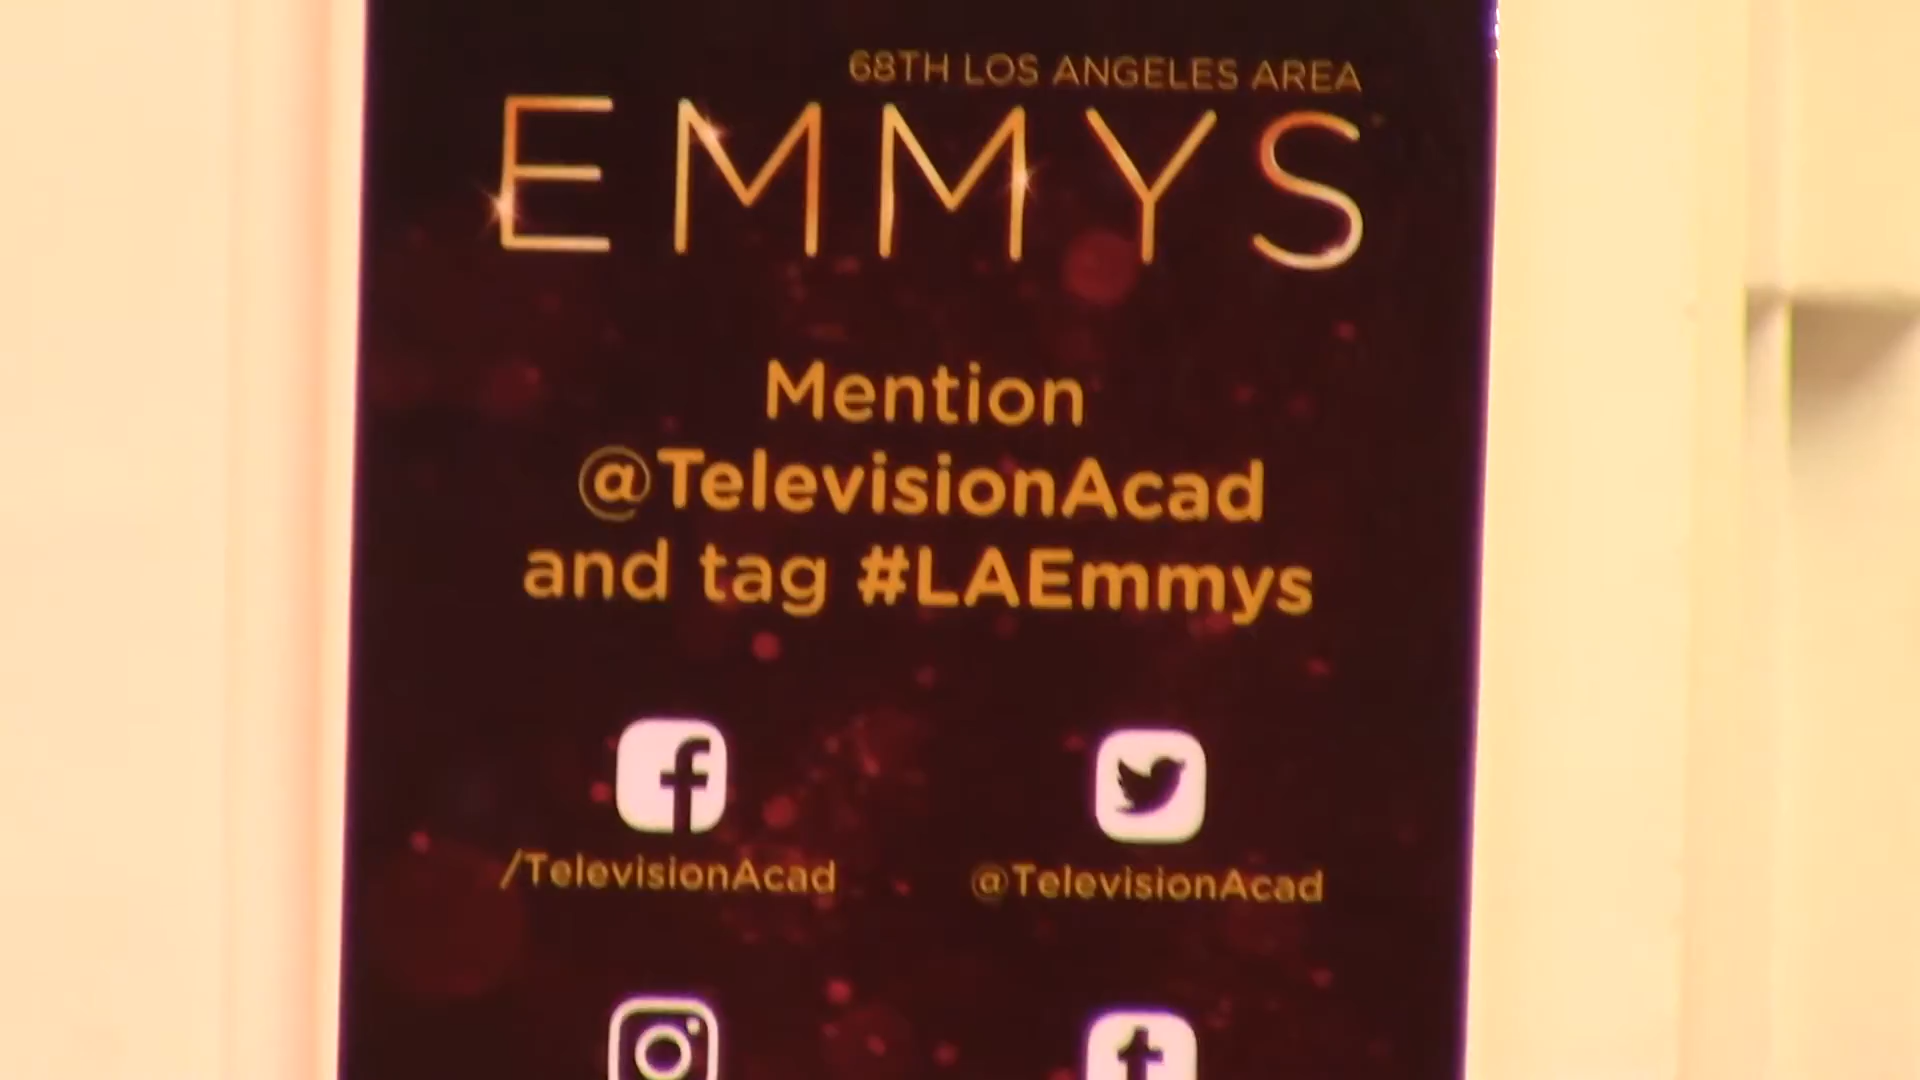 68TH LOS ANGELES AREA
EMMYS
Mention
@TelevisionAcad
and tag #LAEmmys
/TelevisionAcad
@TelevisionAcad